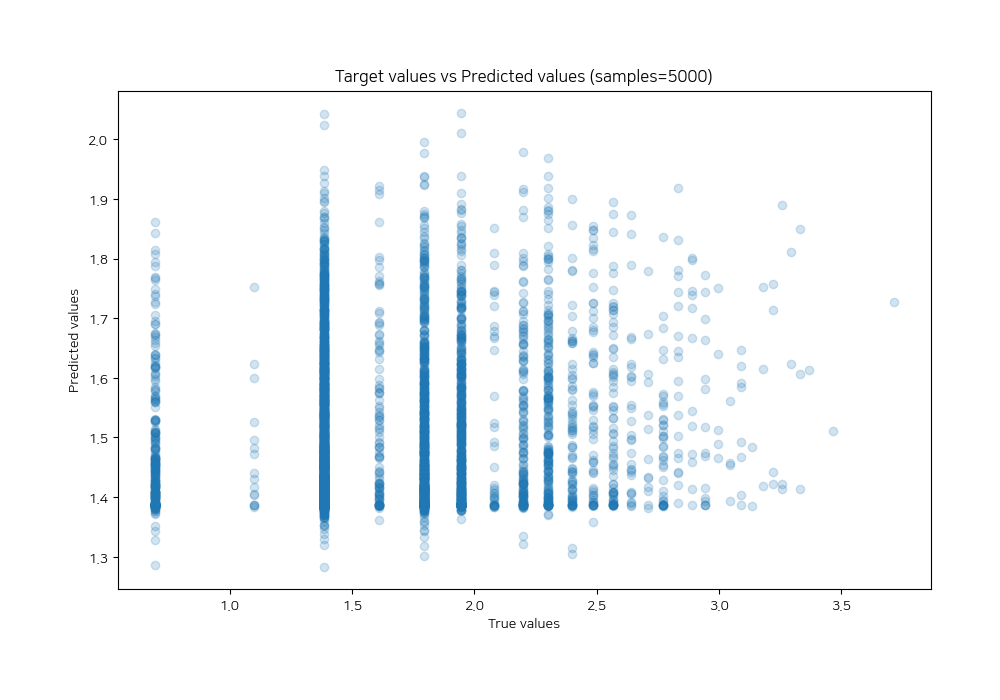 Target values vs Predicted values (samples=5000)
Predicted values
2.0
1.9
1.8
1.7
1.6
1.5
1.4
1.3
1.0 1.5 2.0 2.5 3.0 3.5
True values